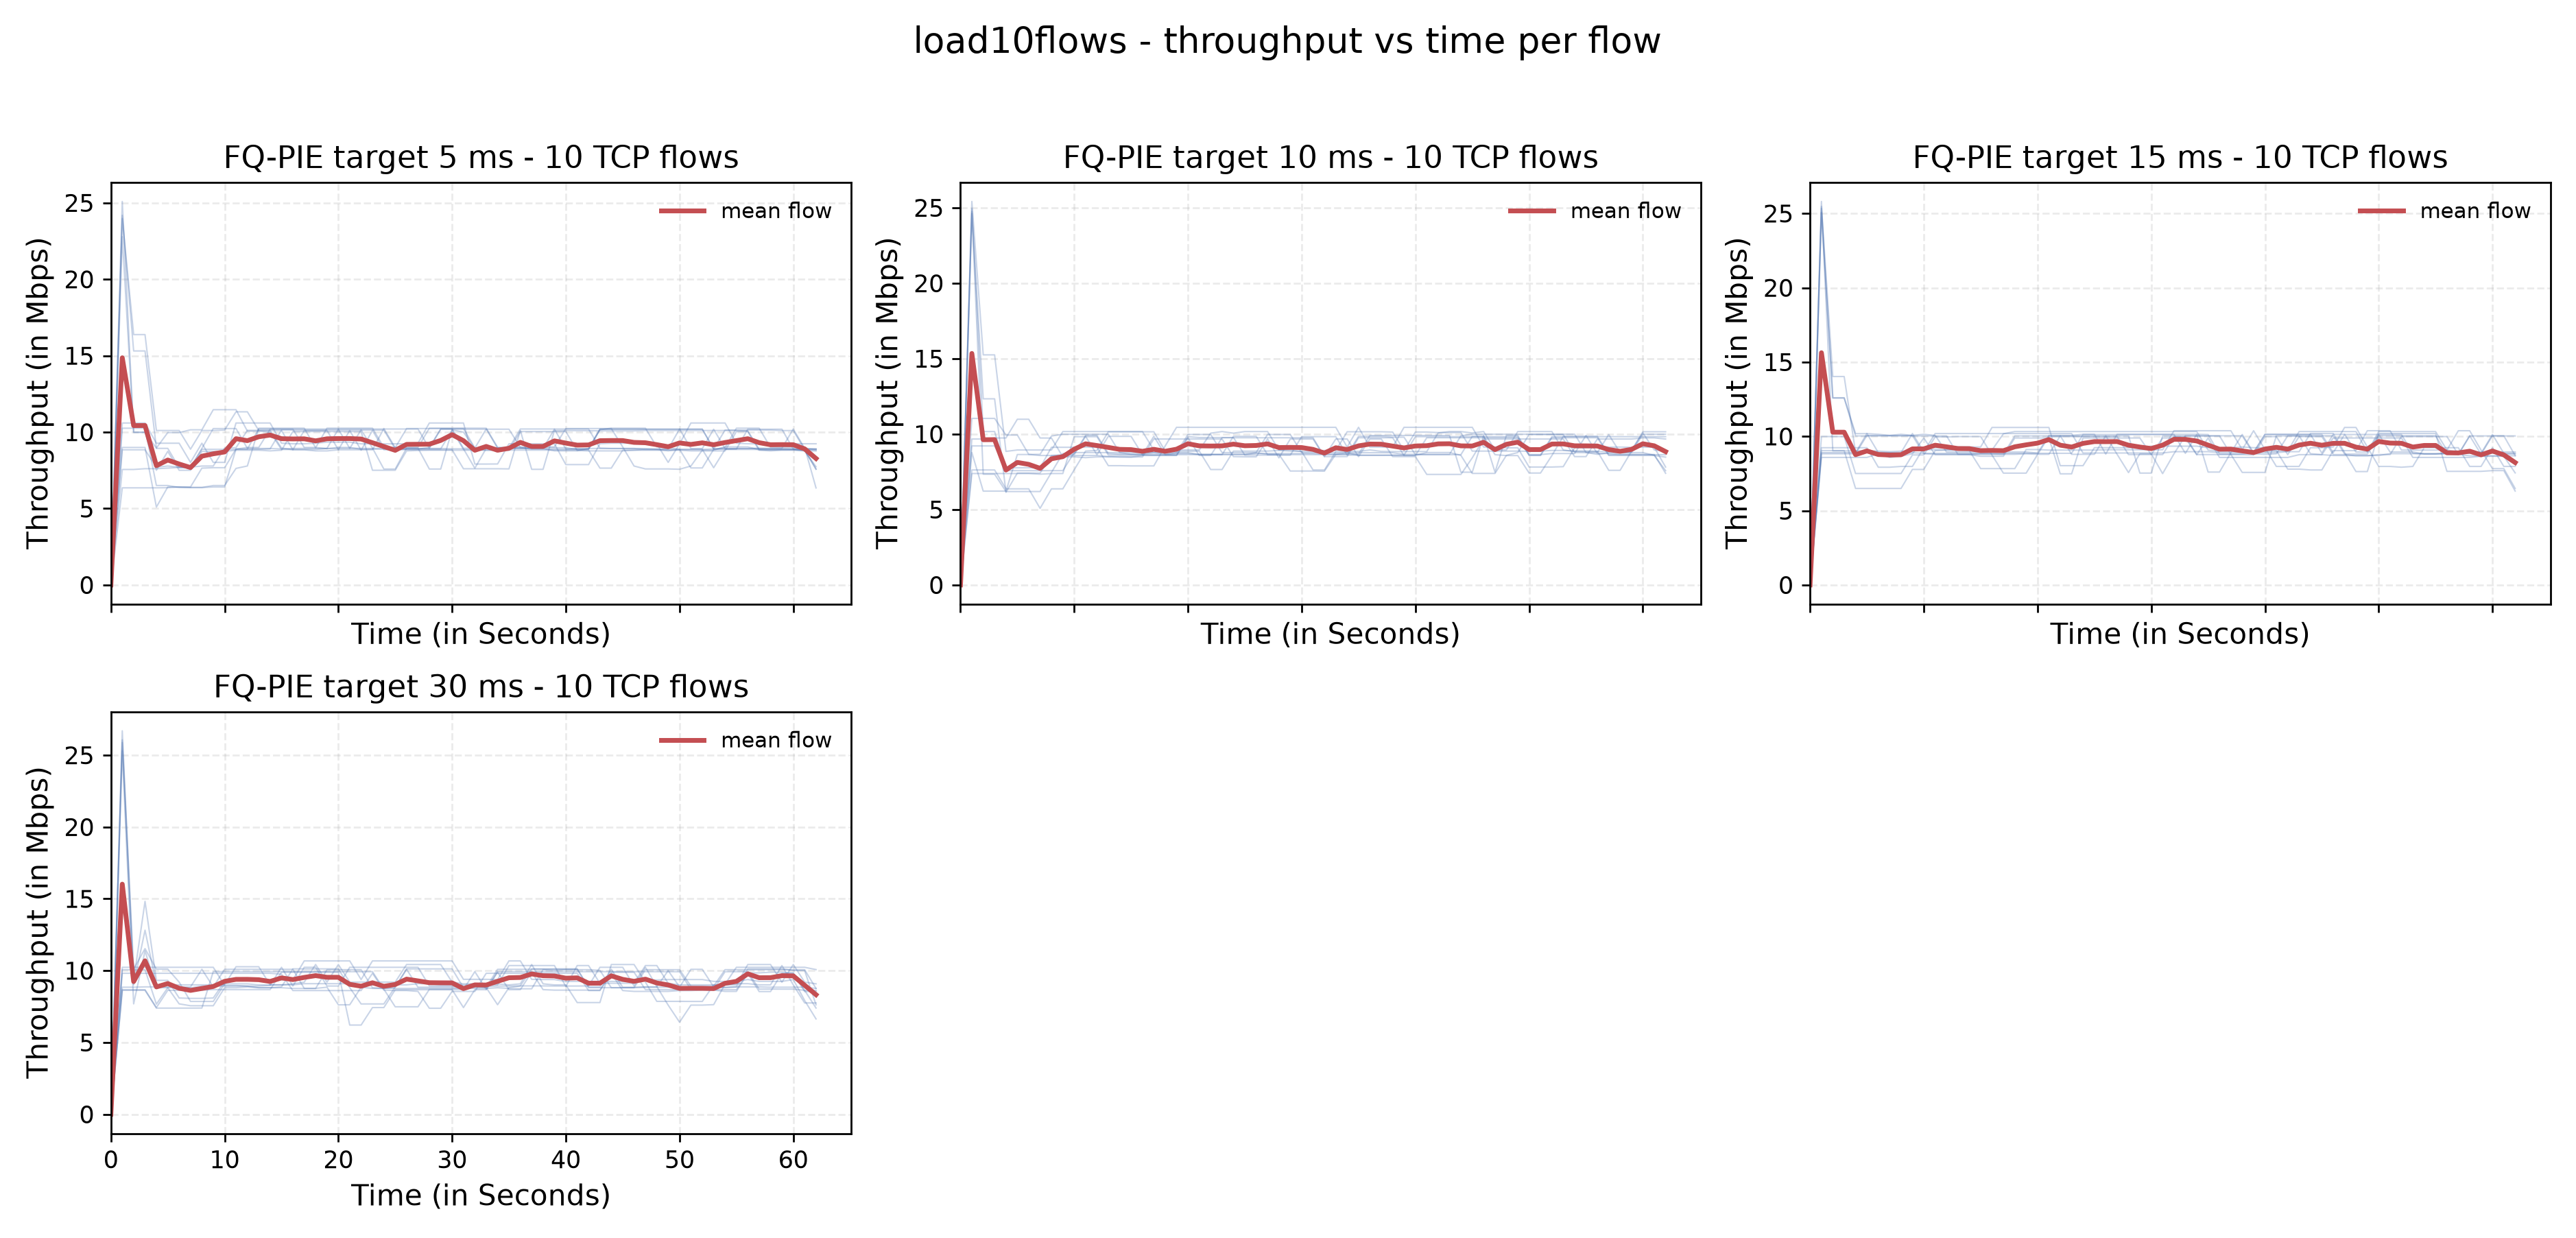 load10flows - throughput vs time per flow
FQ-PIE target 5 ms - 10 TCP flows
Throughput (in Mbps)
25
20
15
10
5
0
mean flow
Time (in Seconds)
FQ-PIE target 10 ms - 10 TCP flows
Throughput (in Mbps)
25
20
15
10
5
0
mean flow
Time (in Seconds)
FQ-PIE target 15 ms - 10 TCP flows
Throughput (in Mbps)
25
20
15
10
5
0
mean flow
Time (in Seconds)
FQ-PIE target 30 ms - 10 TCP flows
Throughput (in Mbps)
25
20
15
10
5
0
mean flow
0 10 20 30 40 50 60
Time (in Seconds)